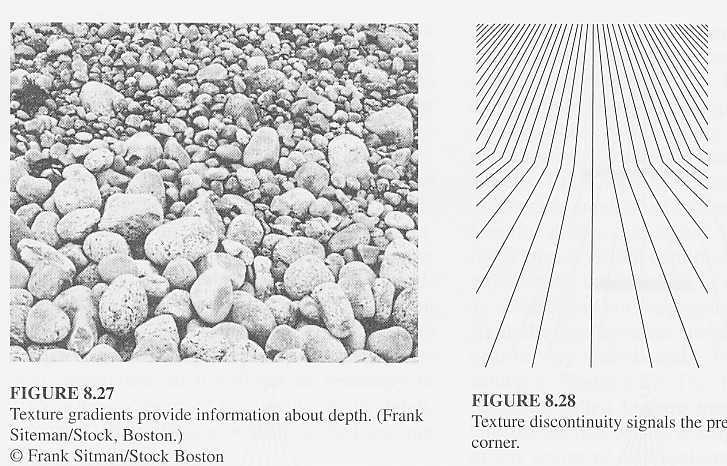 FIGURE 8.27
Texture gradients provide information about depth. (Frank
Siteman/Stock, Boston.)
© Frank Sitman/Stock Boston
FIGURE 8.28
Texture discontinuity signals the pre
corner.